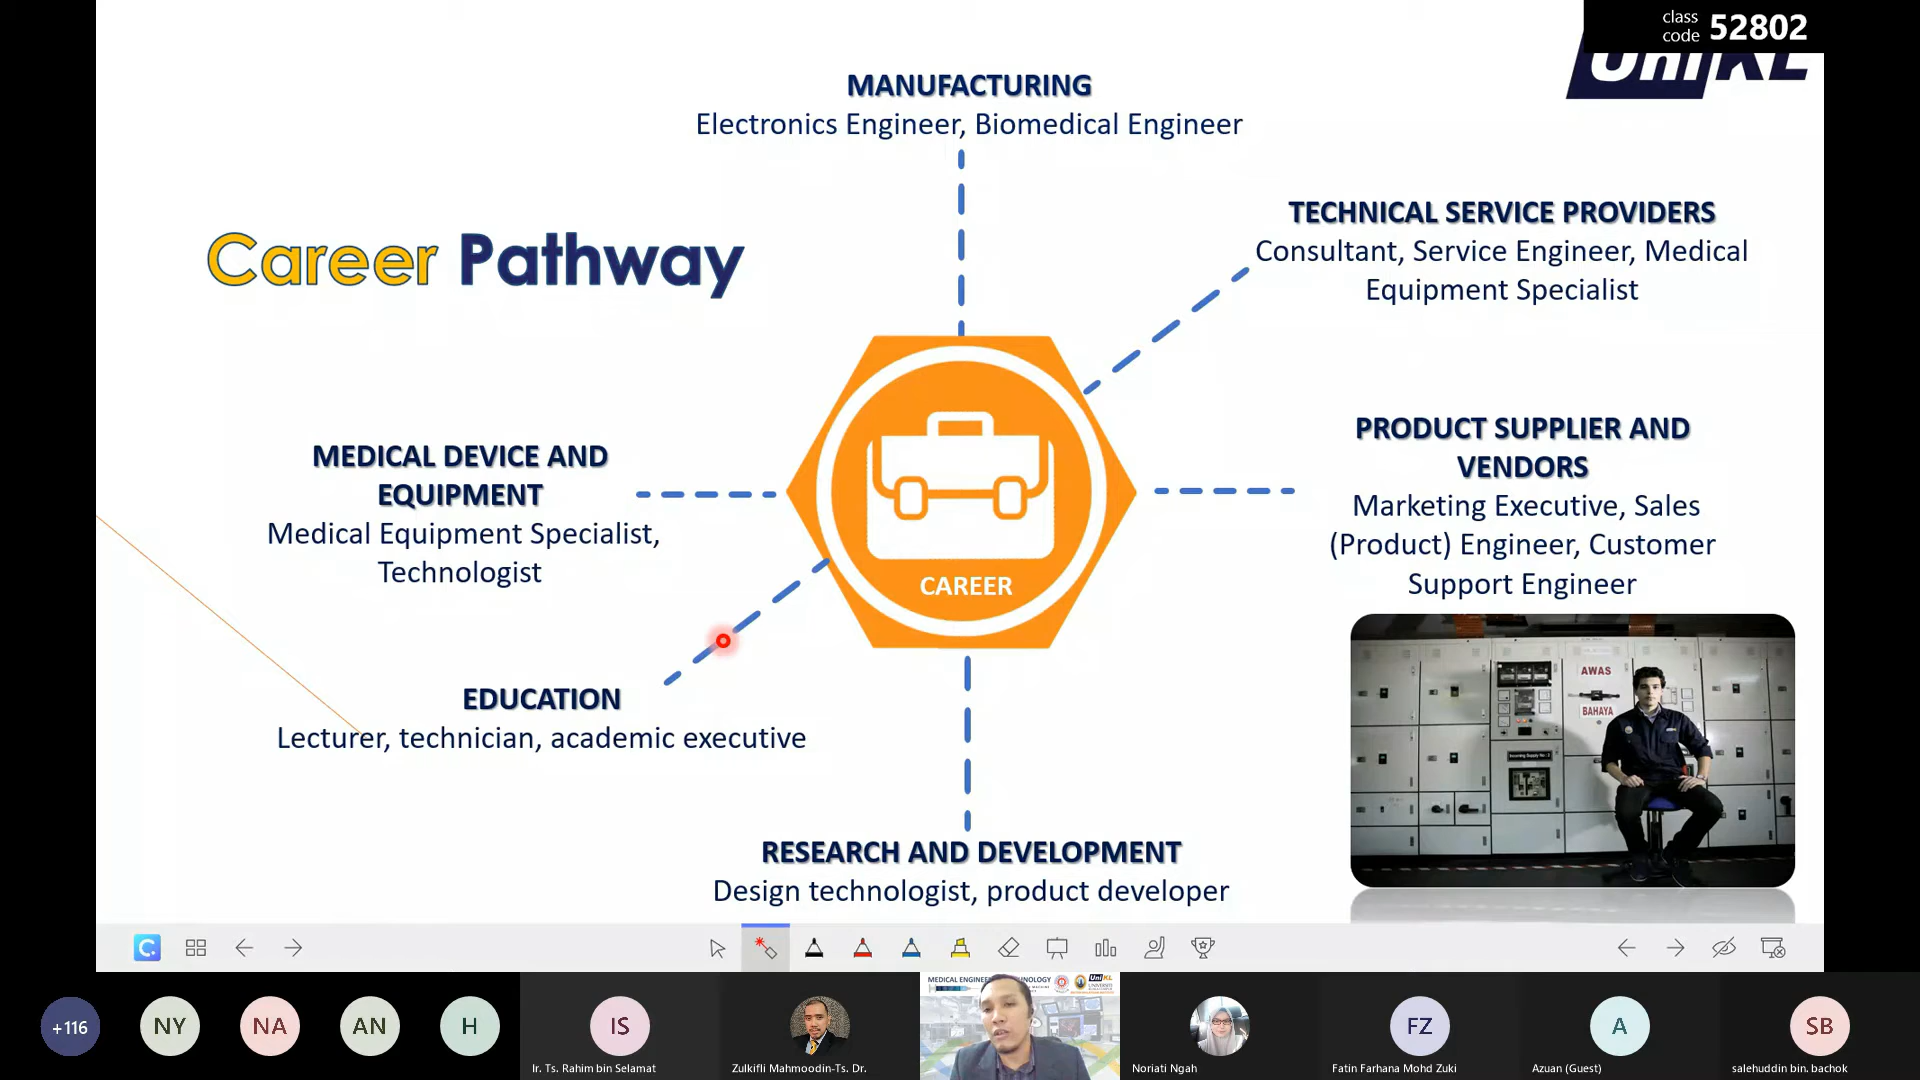 class
code 52802
UniKL
MANUFACTURING
Electronics Engineer, Biomedical Engineer
Career Pathway
TECHNICAL SERVICE PROVIDERS
Consultant, Service Engineer, Medical
Equipment Specialist
MEDICAL DEVICE AND
EQUIPMENT
Medical Equipment Specialist,
Technologist
CAREER
PRODUCT SUPPLIER AND
VENDORS
Marketing Executive, Sales
(Product) Engineer, Customer
Support Engineer
AWAS
BAHAYA
EDUCATION
Lecturer, technician, academic executive
RESEARCH AND DEVELOPMENT
Design technologist, product developer
C
+116
NY
NA
AN
H
IS
Ir. Ts. Rahim bin Selamat
Zulkifli Mahmoodin-Ts. Dr.
MEDICAL
UniKL
Noriati Ngah
FZ
Fatin Farhana Mohd Zuki
A
Azuan (Guest)
SB
salehuddin bin. bachok